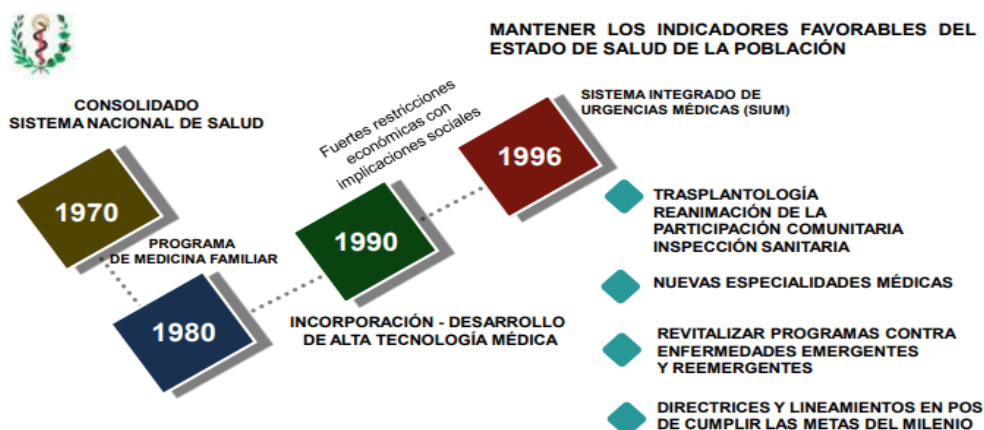 MANTENER LOS INDICADORES FAVORABLES DEL
ESTADO DE SALUD DE LA POBLACIÓN
CONSOLIDADO
SISTEMA NACIONAL DE SALUD
1970
PROGRAMA
DE MEDICINA FAMILIAR
1980
Fuertes restricciones
económicas con
implicaciones sociales
1990
INCORPORACIÓN - DESARROLLO
DE ALTA TECNOLOGÍA MÉDICA
SISTEMA INTEGRADO DE
URGENCIAS MÉDICAS (SIUM)
1996
TRASPLANTOLOGÍA
REANIMACIÓN DE LA
PARTICIPACIÓN COMUNITARIA
INSPECCIÓN SANITARIA
NUEVAS ESPECIALIDADES MÉDICAS
REVITALIZAR PROGRAMAS CONTRA
ENFERMEDADES EMERGENTES
Y REEMERGENTES
DIRECTRICES Y LINEAMIENTOS EN POS
DE CUMPLIR LAS METAS DEL MILENIO